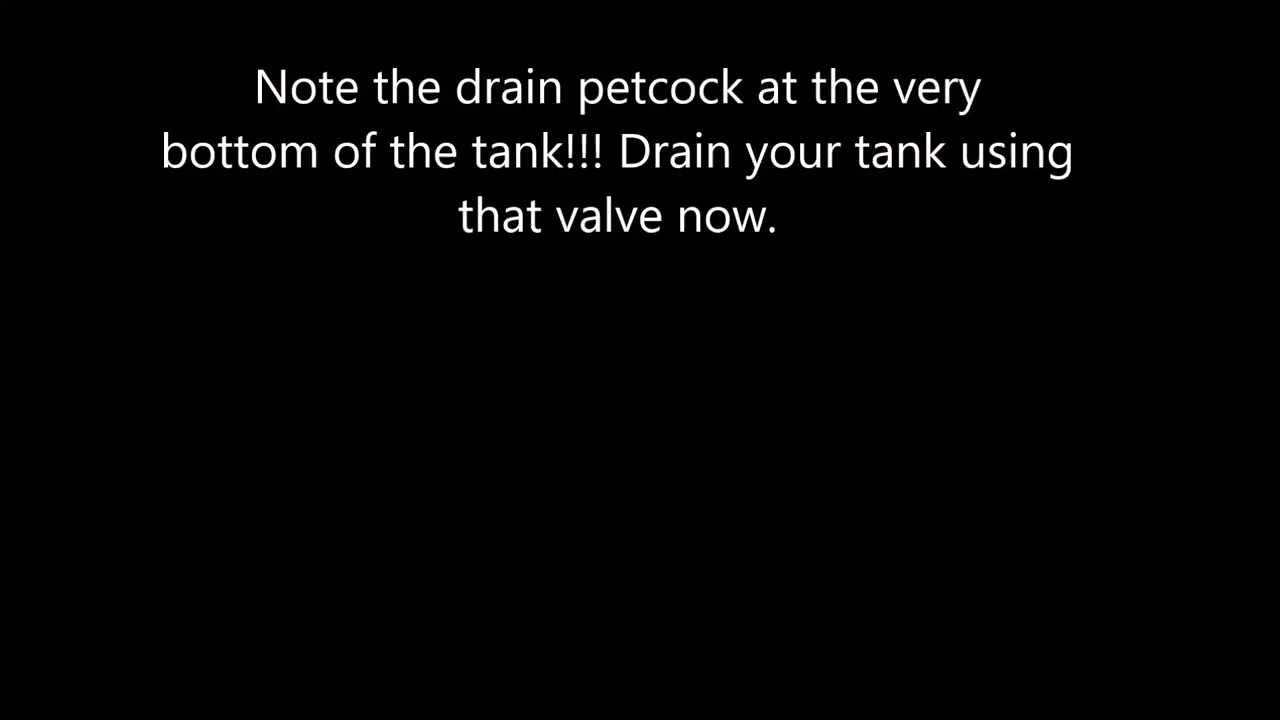 Note the drain petcock at the very
bottom of the tank!!! Drain your tank using
that valve now.